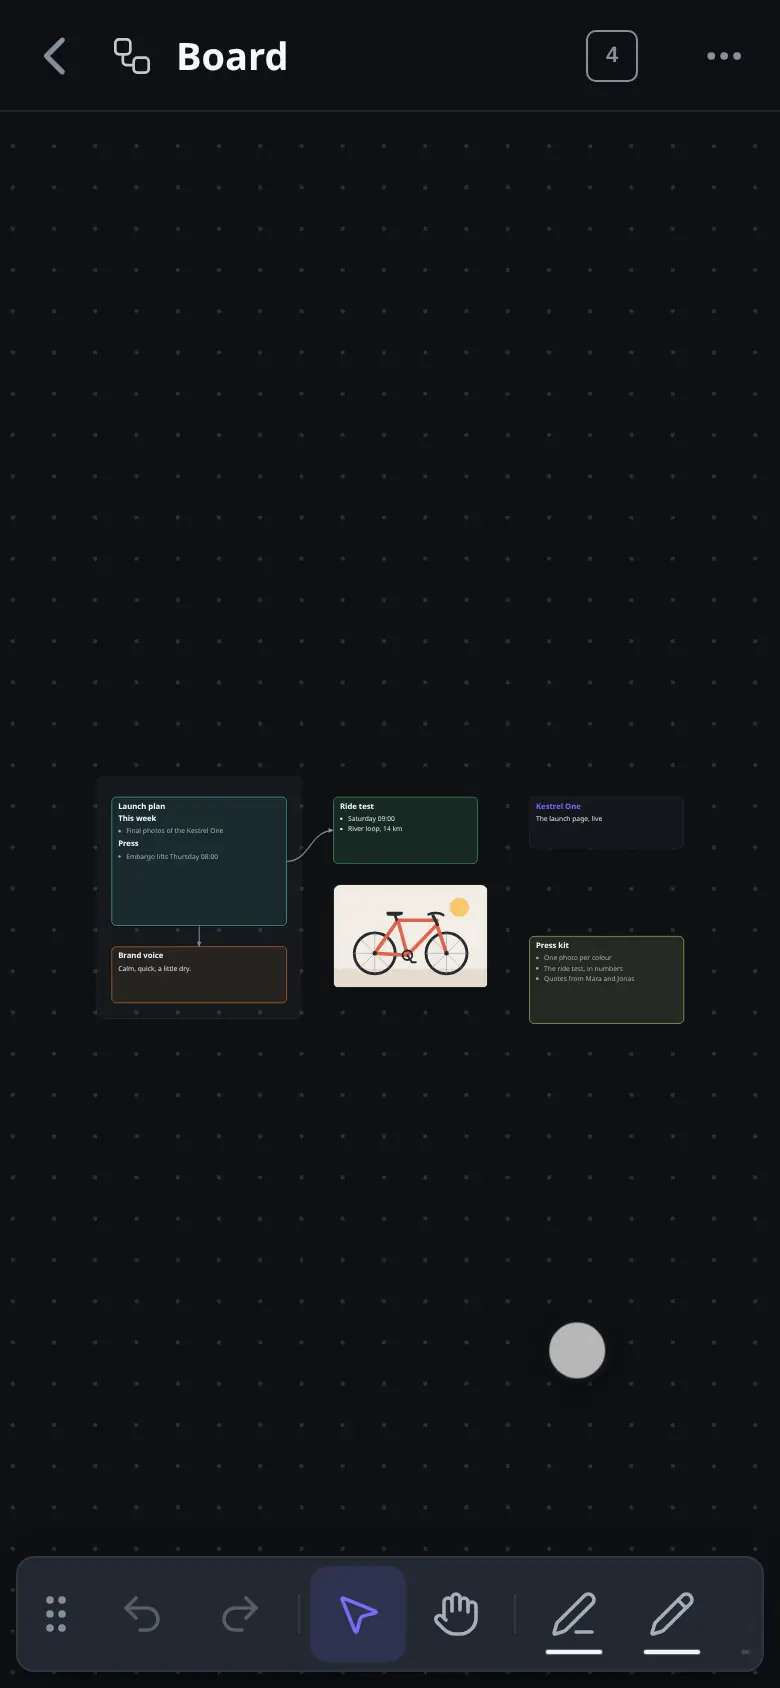 Board
4
Launch plan
This week
Final photos of the Kestrel One
Press
Embargo lifts Thursday 08:00
Brand voice
Calm, quick, a little dry.
Ride test
Saturday 09:00
River loop, 14 km
Kestrel One
The launch page, live
Press kit
One photo per colour
The ride test, in numbers
Quotes from Mara and Jonas